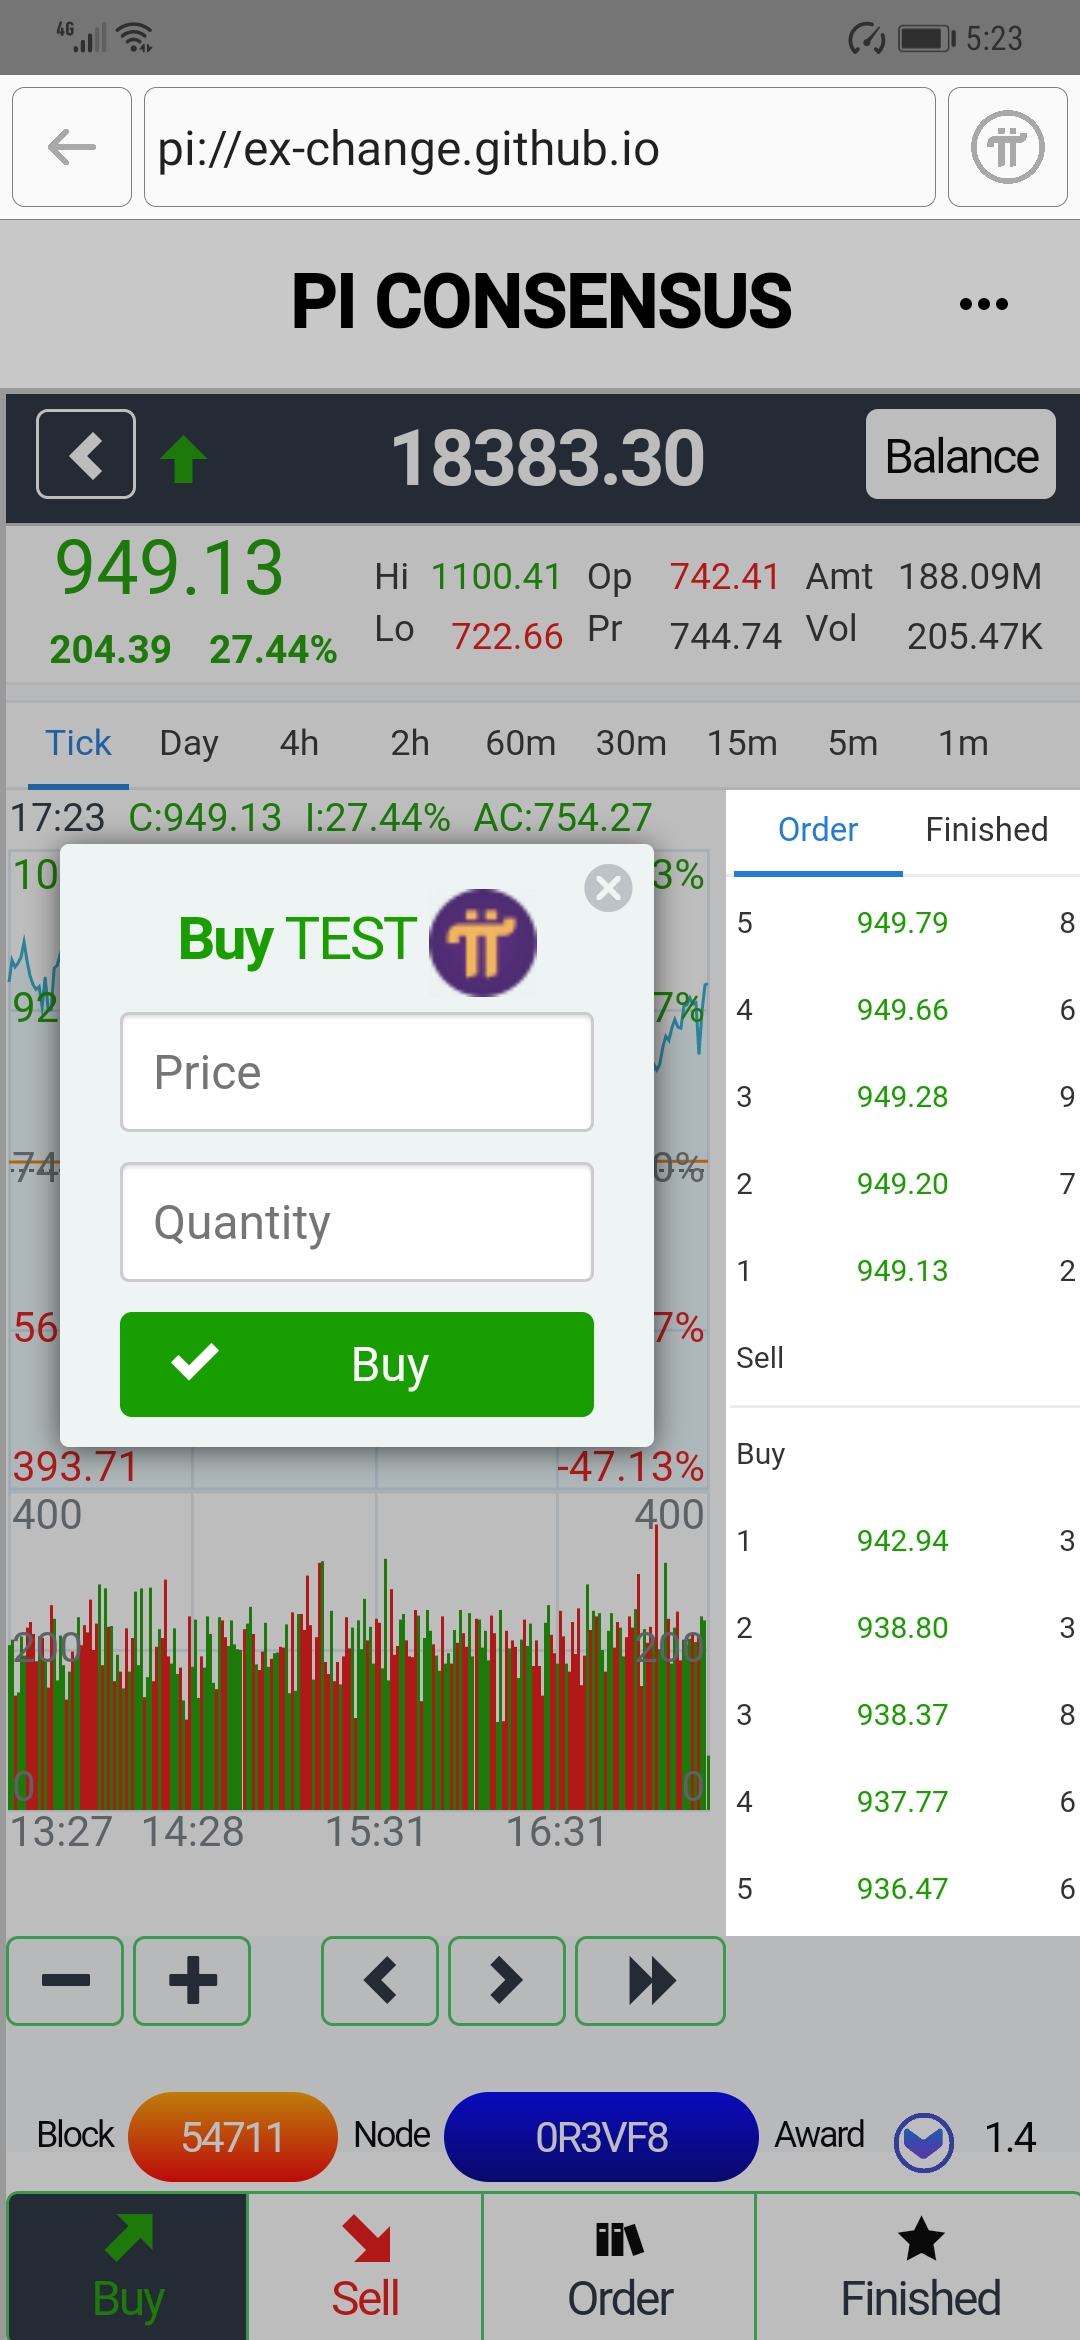 4G 5:23
pi://ex-change.github.io
PI CONSENSUS
18383.30 Balance
949.13 Hi 1100.41 Op 742.41 Amt 188.09M
204.39 27.44% Lo 722.66 Pr 744.74 Vol 205.47K
Tick Day 4h 2h 60m 30m 15m 5m 1m
17:23 C:949.13 I:27.44% AC:754.27
Order Finished
10 3%
Buy TEST
92 7%
Price
74 0%
Quantity
56 7%
Buy
393.71 -47.13%
400 400
200 200
0 0
13:27 14:28 15:31 16:31
5 949.79 8
4 949.66 6
3 949.28 9
2 949.20 7
1 949.13 2
Sell
Buy
1 942.94 3
2 938.80 3
3 938.37 8
4 937.77 6
5 936.47 6
Block 54711 Node 0R3VF8 Award 1.4
Buy Sell Order Finished